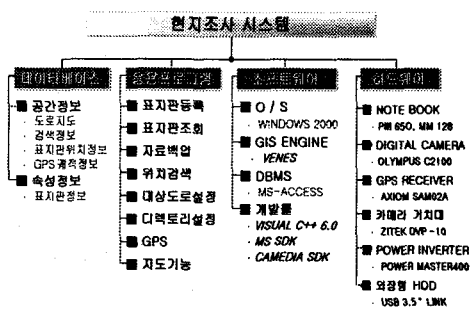 현지조사 시스템
데이터베이스
■ 공간정보
· 도로지도
· 검색정보
· 표지판위치정보
· GPS궤적정보
■ 속성정보
· 표지판정보
응용프로그램
■ 표지판등록
■ 표지판조회
■ 자료백업
■ 위치검색
■ 대상도로설정
■ 디렉토리설정
■ GPS
■ 지도기능
소프트웨어
■ O / S
· WINDOWS 2000
■ GIS ENGINE
· VENES
■ DBMS
· MS-ACCESS
■ 개발툴
· VISUAL C++ 6.0
· MS SDK
· CAMEDIA SDK
하드웨어
■ NOTE BOOK
· PIII 650, MM 128
■ DIGITAL CAMERA
· OLYMPUS C2100
■ GPS RECEIVER
· AXIOM SAM02A
■ 카메라 거치대
· ZITEK DVP-10
■ POWER INVERTER
· POWER MASTER400
■ 외장형 HDD
· USB 3.5" LINK